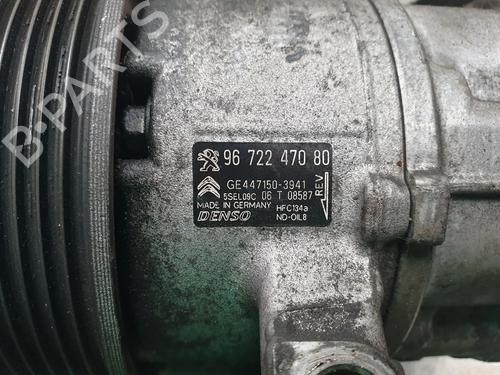 B-PARTS
96 722 470 80
GE447150-3941
5SEL09C 06 T 08587
MADE IN GERMANY HFC134a
DENSO ND-OIL8
REV